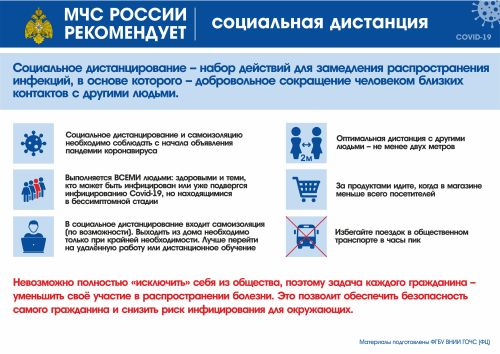 МЧС РОССИИ
РЕКОМЕНДУЕТ
СОЦИАЛЬНАЯ ДИСТАНЦИЯ
COVID-19
Социальное дистанцирование – набор действий для замедления распространения
инфекций, в основе которого – добровольное сокращение человеком близких
контактов с другими людьми.
Социальное дистанцирование и самоизоляцию
необходимо соблюдать с начала объявления
пандемии коронавируса
2м
Оптимальная дистанция с другими
людьми – не менее двух метров
Выполняется ВСЕМИ людьми: здоровыми и теми,
кто может быть инфицирован или уже подвергся
инфицированию Covid-19, но находящимися
в бессимптомной стадии
За продуктами идите, когда в магазине
меньше всего посетителей
В социальное дистанцирование входит самоизоляция
(по возможности). Выходить из дома необходимо
только при крайней необходимости. Лучше перейти
на удалённую работу или дистанционное обучение
Избегайте поездок в общественном
транспорте в часы пик
Невозможно полностью «исключить» себя из общества, поэтому задача каждого гражданина –
уменьшить своё участие в распространении болезни. Это позволит обеспечить безопасность
самого гражданина и снизить риск инфицирования для окружающих.
Материалы подготовлены ФГБУ ВНИИ ГОЧС (ФЦ)